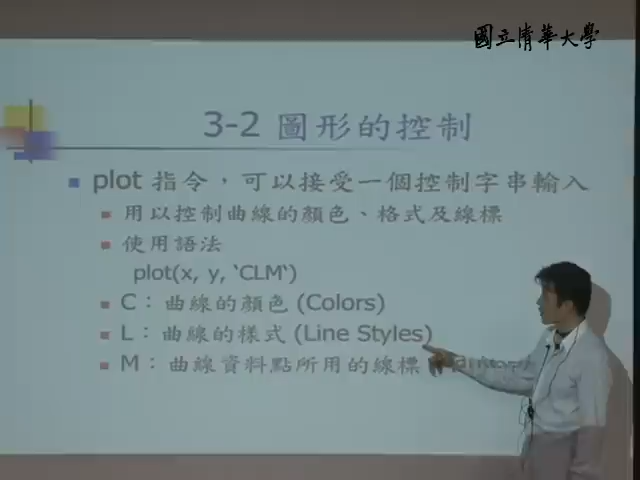 國立清華大學
3-2 圖形的控制
plot 指令，可以接受一個控制字串輸入
用以控制曲線的顏色、格式及線標
使用語法
plot(x, y, ‘CLM‘)
C：曲線的顏色 (Colors)
L：曲線的樣式 (Line Styles)
M：曲線資料點所用的線標